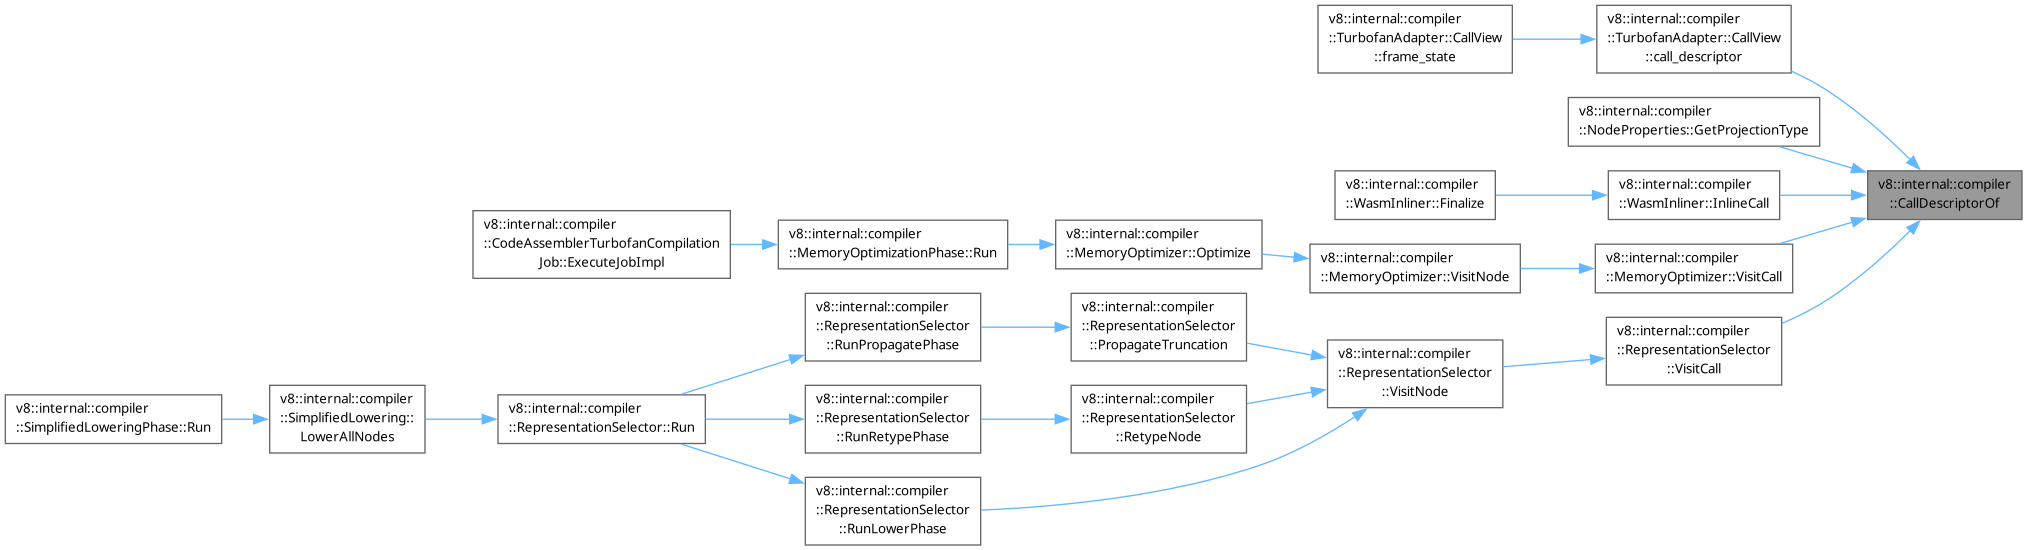 v8::internal::compiler
::TurbofanAdapter::CallView
::frame_state
v8::internal::compiler
::TurbofanAdapter::CallView
::call_descriptor
v8::internal::compiler
::NodeProperties::GetProjectionType
v8::internal::compiler
::WasmInliner::Finalize
v8::internal::compiler
::WasmInliner::InlineCall
v8::internal::compiler
::CallDescriptorOf
v8::internal::compiler
::CodeAssemblerTurbofanCompilation
Job::ExecuteJobImpl
v8::internal::compiler
::MemoryOptimizationPhase::Run
v8::internal::compiler
::MemoryOptimizer::Optimize
v8::internal::compiler
::MemoryOptimizer::VisitNode
v8::internal::compiler
::MemoryOptimizer::VisitCall
v8::internal::compiler
::RepresentationSelector
::RunPropagatePhase
v8::internal::compiler
::RepresentationSelector
::PropagateTruncation
v8::internal::compiler
::RepresentationSelector
::VisitNode
v8::internal::compiler
::RepresentationSelector
::VisitCall
v8::internal::compiler
::SimplifiedLoweringPhase::Run
v8::internal::compiler
::SimplifiedLowering::
LowerAllNodes
v8::internal::compiler
::RepresentationSelector::Run
v8::internal::compiler
::RepresentationSelector
::RunRetypePhase
v8::internal::compiler
::RepresentationSelector
::RetypeNode
v8::internal::compiler
::RepresentationSelector
::RunLowerPhase